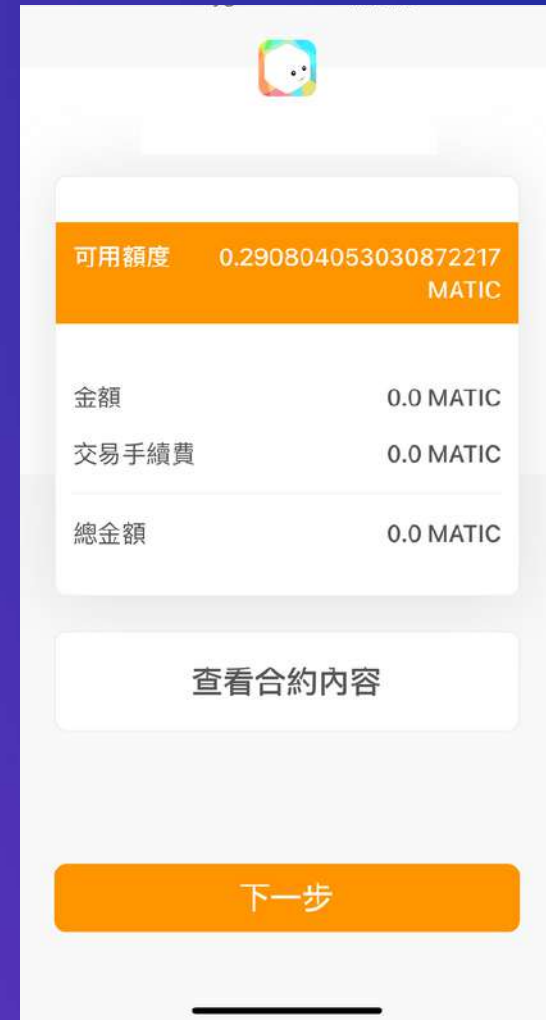 可用額度 0.290804053030872217
MATIC
金額 0.0 MATIC
交易手續費 0.0 MATIC
總金額 0.0 MATIC
查看合約內容
下一步